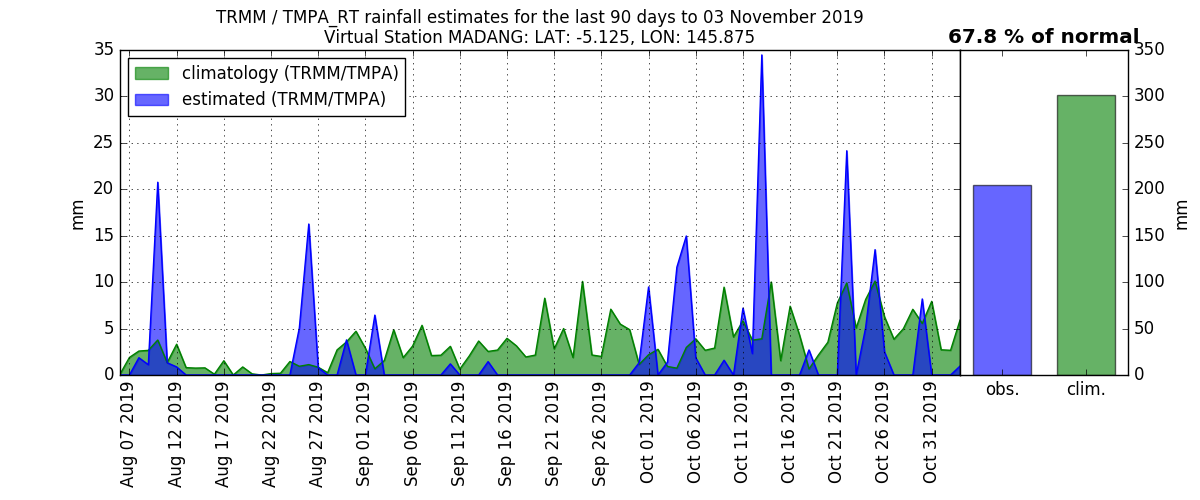 TRMM / TMPA_RT rainfall estimates for the last 90 days to 03 November 2019
Virtual Station MADANG: LAT: -5.125, LON: 145.875
67.8 % of normal
climatology (TRMM/TMPA)
estimated (TRMM/TMPA)
35
30
25
20
15
10
5
0
mm
Aug 07 2019
Aug 12 2019
Aug 17 2019
Aug 22 2019
Aug 27 2019
Sep 01 2019
Sep 06 2019
Sep 11 2019
Sep 16 2019
Sep 21 2019
Sep 26 2019
Oct 01 2019
Oct 06 2019
Oct 11 2019
Oct 16 2019
Oct 21 2019
Oct 26 2019
Oct 31 2019
obs.
clim.
350
300
250
200
150
100
50
0
mm